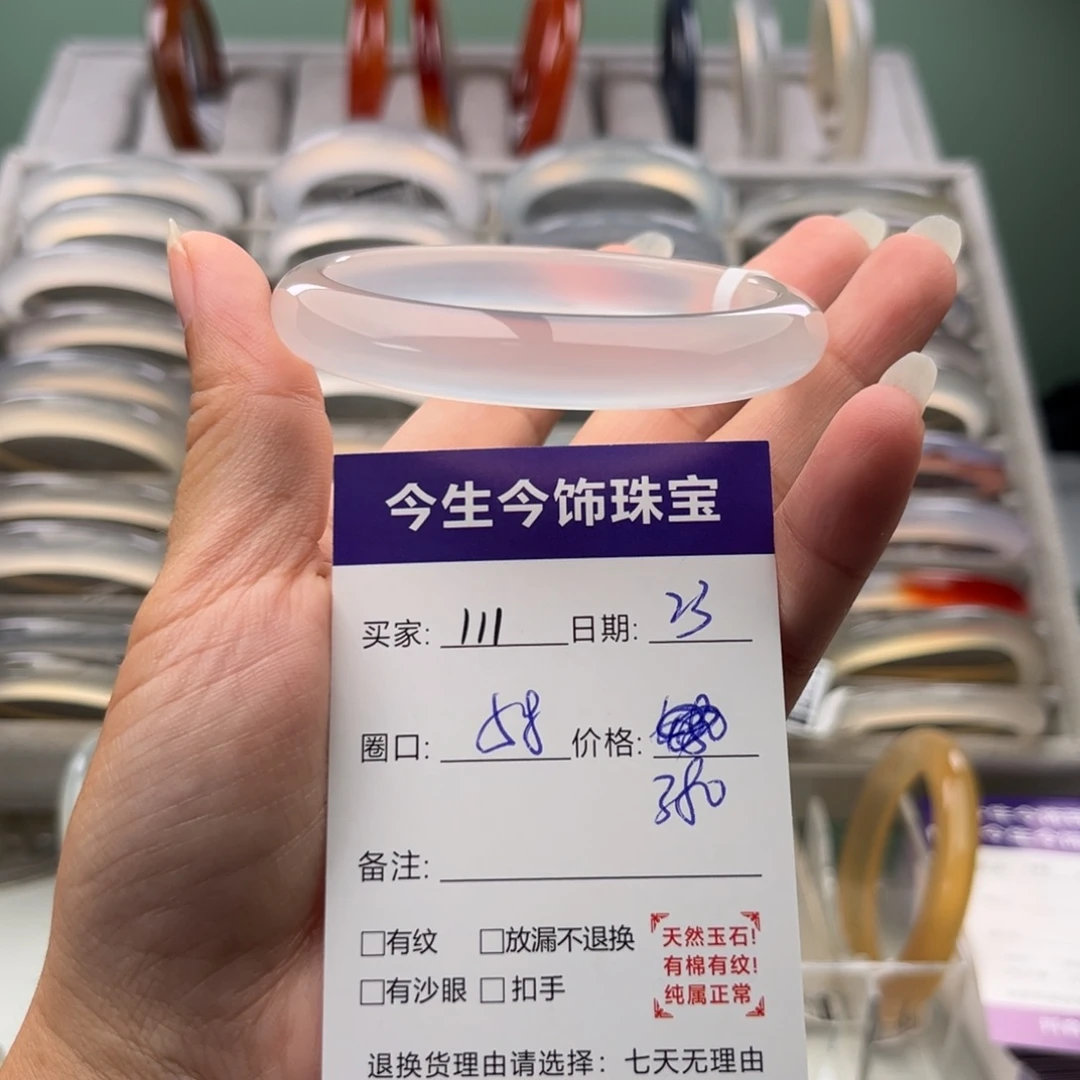 今生今饰珠宝
买家: 111 日期: 23
圈口: 58 价格:
备注:
□有纹 □放漏不退换
□有沙眼 □扣手
天然玉石!
有棉有纹!
纯属正常
退换货理由请选择：七天无理由